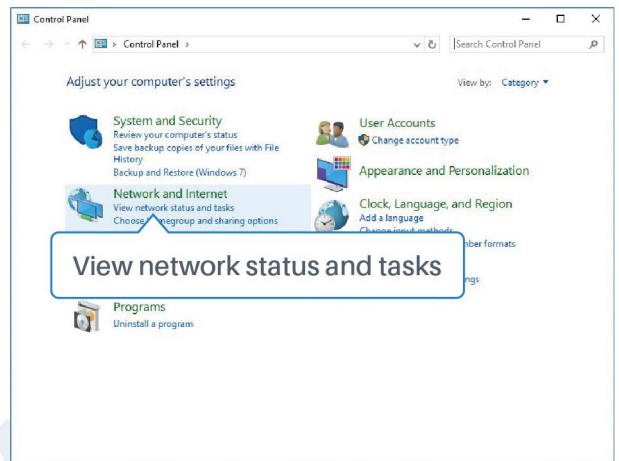 Control Panel
Control Panel
Search Control Panel
Adjust your computer's settings
View by: Category
System and Security
Review your computer's status
Save backup copies of your files with File
History
Backup and Restore (Windows 7)
Network and Internet
View network status and tasks
Choose homegroup and sharing options
View network status and tasks
Programs
Uninstall a program
User Accounts
Change account type
Appearance and Personalization
Clock, Language, and Region
Add a language
Change input methods
formats